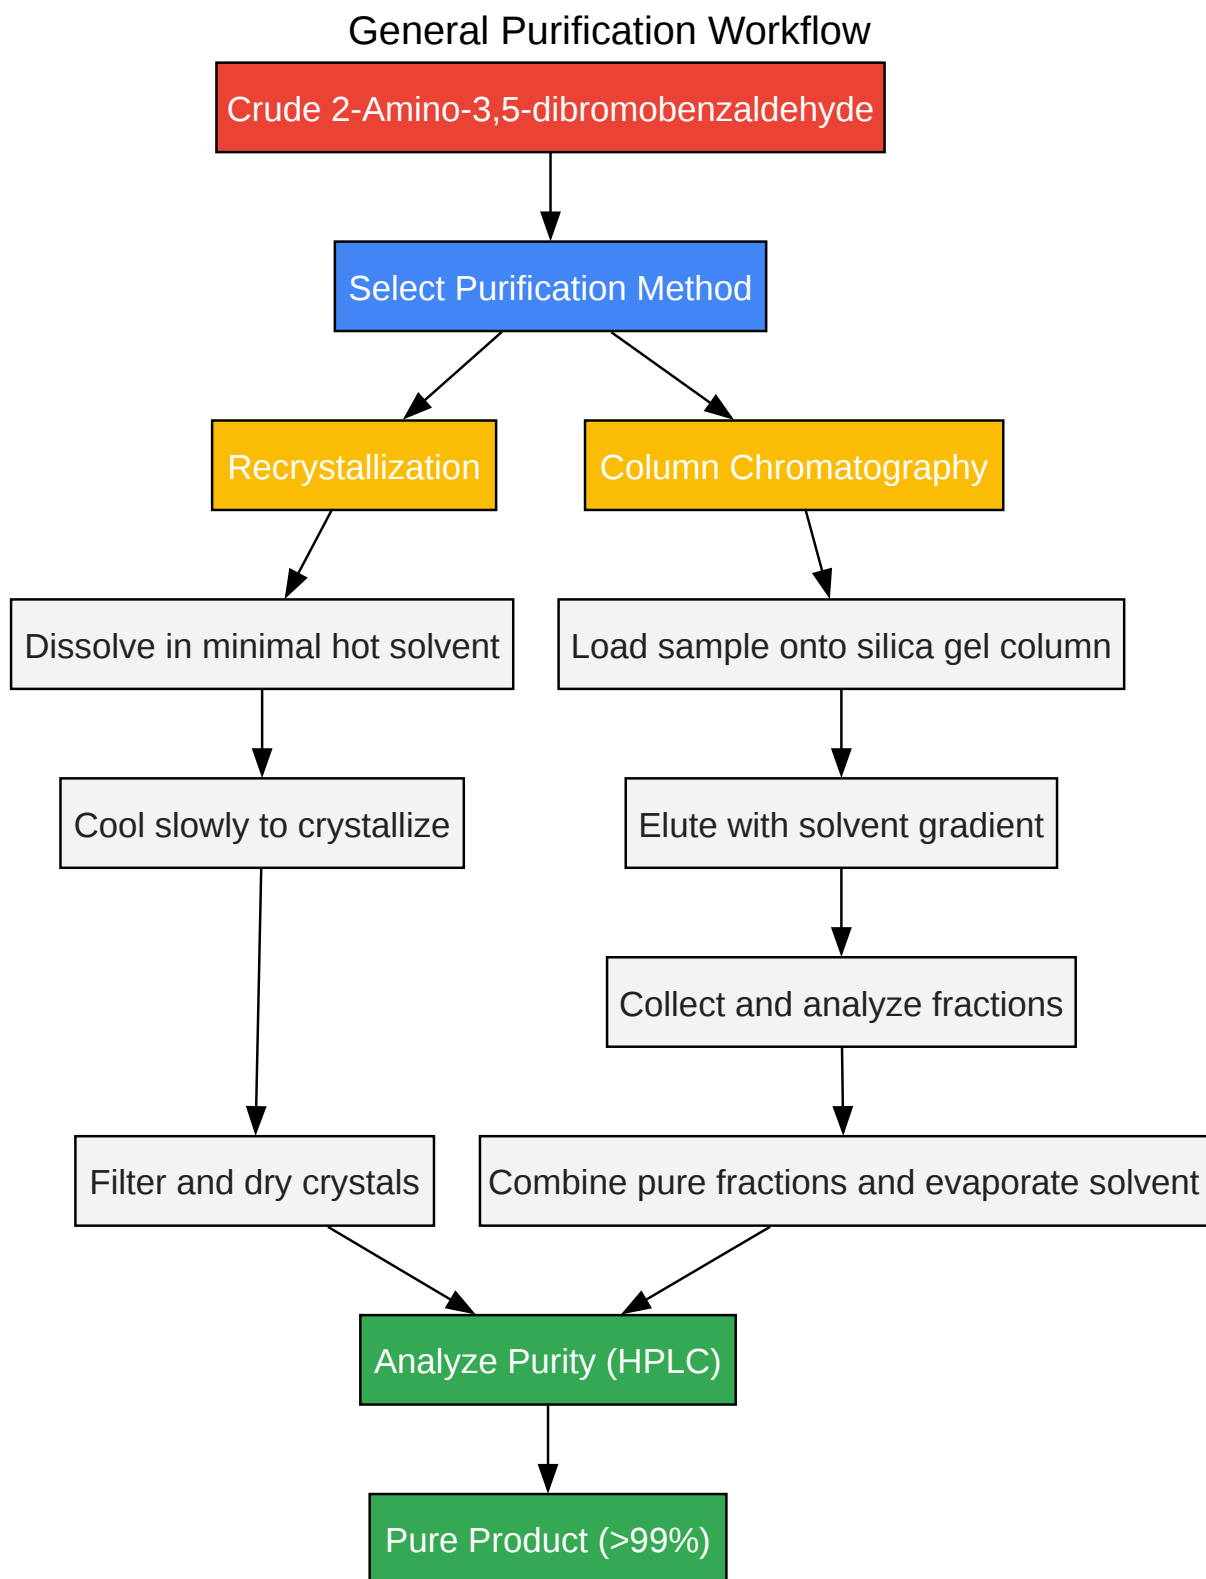 General Purification Workflow
Crude 2-Amino-3,5-dibromobenzaldehyde
Select Purification Method
Recrystallization
Column Chromatography
Dissolve in minimal hot solvent
Load sample onto silica gel column
Cool slowly to crystallize
Elute with solvent gradient
Collect and analyze fractions
Filter and dry crystals
Combine pure fractions and evaporate solvent
Analyze Purity (HPLC)
Pure Product (>99%)